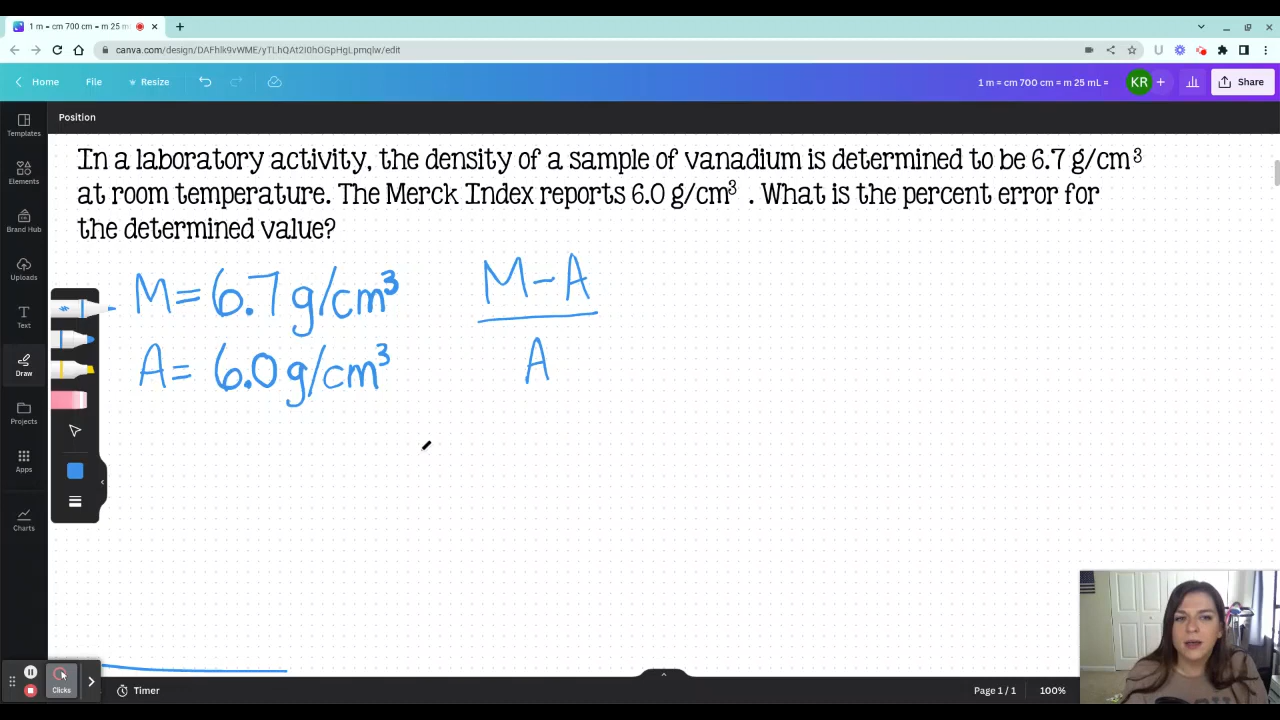 1 m = cm 700 cm = m 25 m
canva.com/design/DAFhlk9vWME/yTLhQAt2i0hOGpHgLpmqlw/edit
U
Home
File
Resize
1 m = cm 700 cm = m 25 mL =
KR
+
Share
Position
Templates
Elements
Brand Hub
Uploads
Text
Draw
Projects
Apps
Charts
In a laboratory activity, the density of a sample of vanadium is determined to be 6.7 g/cm³
at room temperature. The Merck Index reports 6.0 g/cm³ . What is the percent error for
the determined value?
M = 6.7 g/cm³
A = 6.0 g/cm³
M - A
A
Clicks
Timer
Page 1 / 1
100%